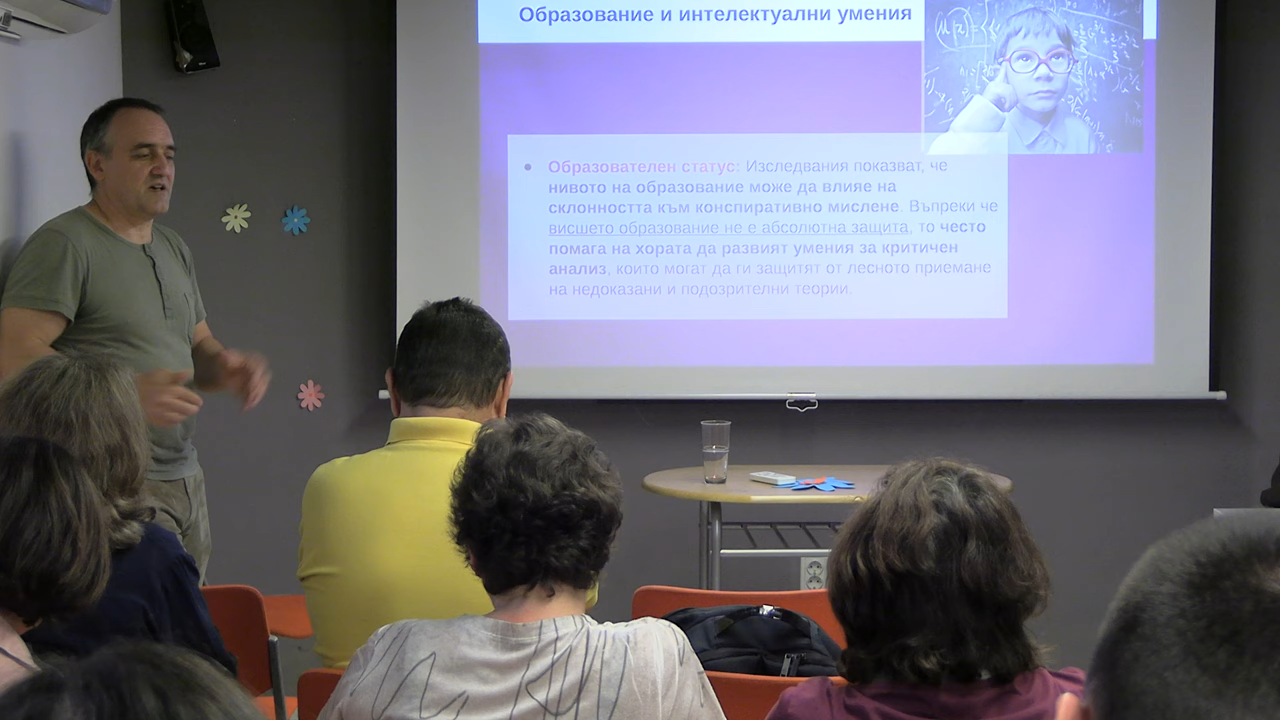 Образование и интелектуални умения
Образователен статус: Изследвания показват, че
нивото на образование може да влияе на
склонността към конспиративно мислене. Въпреки че
висшето образование не е абсолютна защита, то често
помага на хората да развият умения за критичен
анализ, които могат да ги защитят от лесното приемане
на недоказани и подозрителни теории.